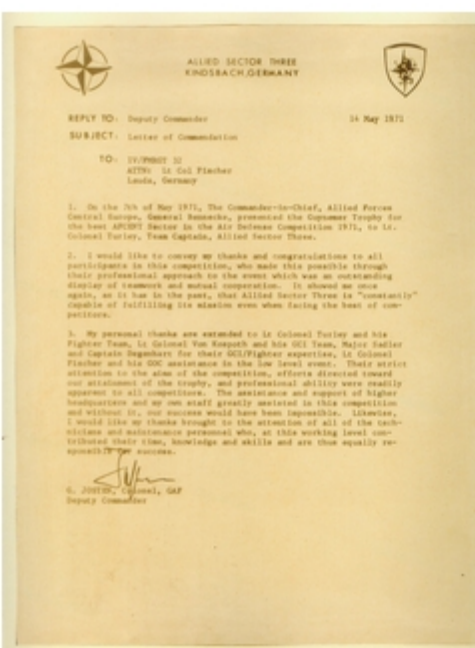 ALLIED SECTOR THREE
KINDSBACH, GERMANY
REPLY TO: Deputy Commander 14 May 1971
SUBJECT: Letter of Commendation
TO: IV/FMRGT 32
ATTN: Lt Col Fischer
Lauda, Germany
1. On the 7th of May 1971, The Commander-in-Chief, Allied Forces
Central Europe, General Bennecke, presented the Guynemer Trophy for
the best AFCENT Sector in the Air Defense Competition 1971, to Lt.
Colonel Turley, Team Captain, Allied Sector Three.
2. I would like to convey my thanks and congratulations to all
participants in this competition, who made this possible through
their professional approach to the event which was an outstanding
display of teamwork and mutual cooperation. It showed me once
again, as it has in the past, that Allied Sector Three is "constantly"
capable of fulfilling its mission even when facing the best of com-
petitors.
3. My personal thanks are extended to Lt Colonel Turley and his
Fighter Team, Lt Colonel Von and his GCI Team, Major Sadler
and Captain Degenhart for their GCI/Fighter expertise, Lt Colonel
Fischer and his COC assistance in the low level event. Their strict
attention to the aims of the competition, efforts directed toward
our attainment of the trophy, and professional ability were readily
apparent to all competitors. The assistance and support of higher
headquarters and my own staff greatly assisted in this competition
and without it, our success would have been impossible. Likewise,
I would like my thanks brought to the attention of all of the tech-
nicians and maintenance personnel who, at this working level con-
tributed their time, knowledge and skills and are thus equally re-
sponsible for success.
G. JOSTEN, Colonel, GAF
Deputy Commander